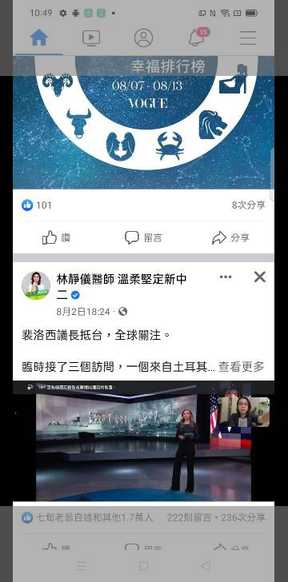 10:49
15
幸福排行榜
08/07 - 08/13
VOGUE
101
8次分享
讚
留言
分享
林靜儀醫師 溫柔堅定新中
二
8月2日18:24 ·
裴洛西議長抵台，全球關注。
臨時接了三個訪問，一個來自土耳其... 查看更多
七旬老翁自雄和其他1.7萬人
222則留言 · 236次分享